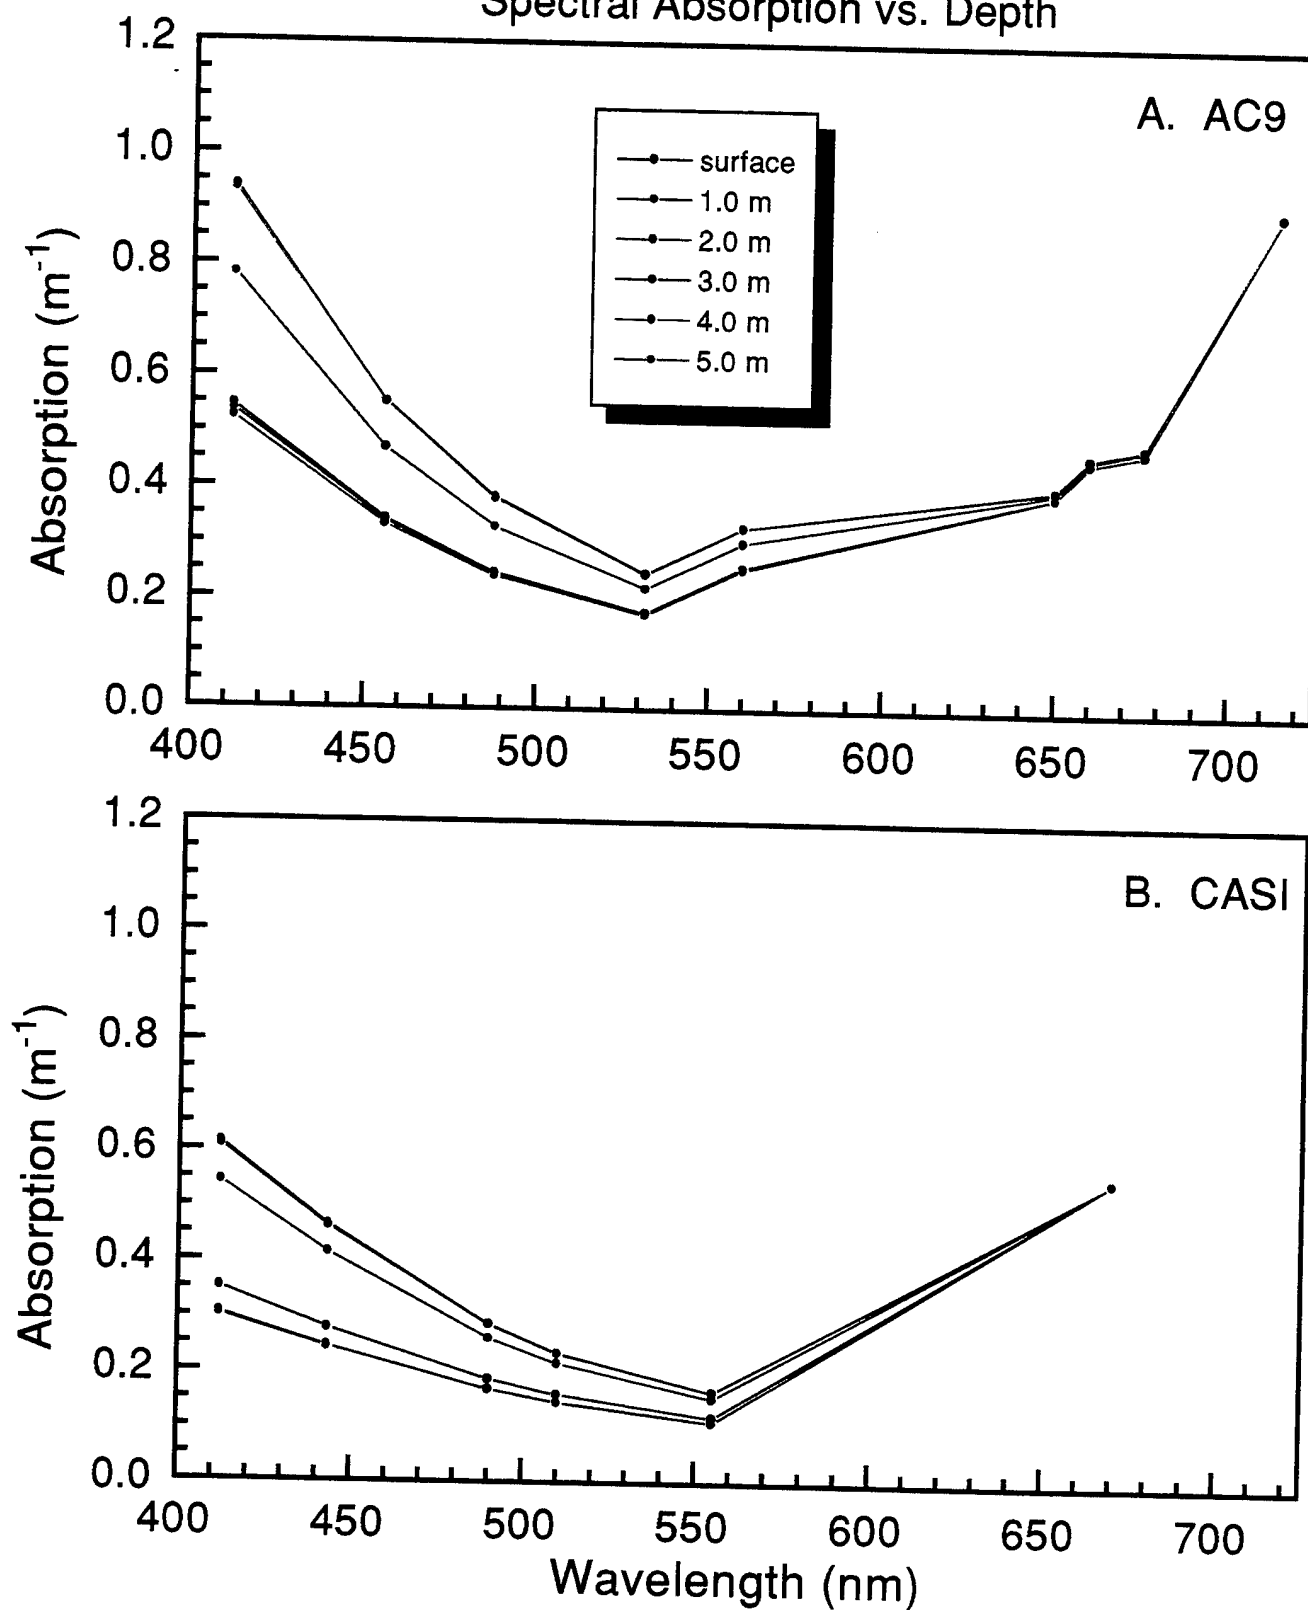 Spectral Absorption vs. Depth
A. AC9
surface
1.0 m
2.0 m
3.0 m
4.0 m
5.0 m
Absorption (m⁻¹)
1.2
1.0
0.8
0.6
0.4
0.2
0.0
400 450 500 550 600 650 700
B. CASI
Absorption (m⁻¹)
1.2
1.0
0.8
0.6
0.4
0.2
0.0
400 450 500 550 600 650 700
Wavelength (nm)